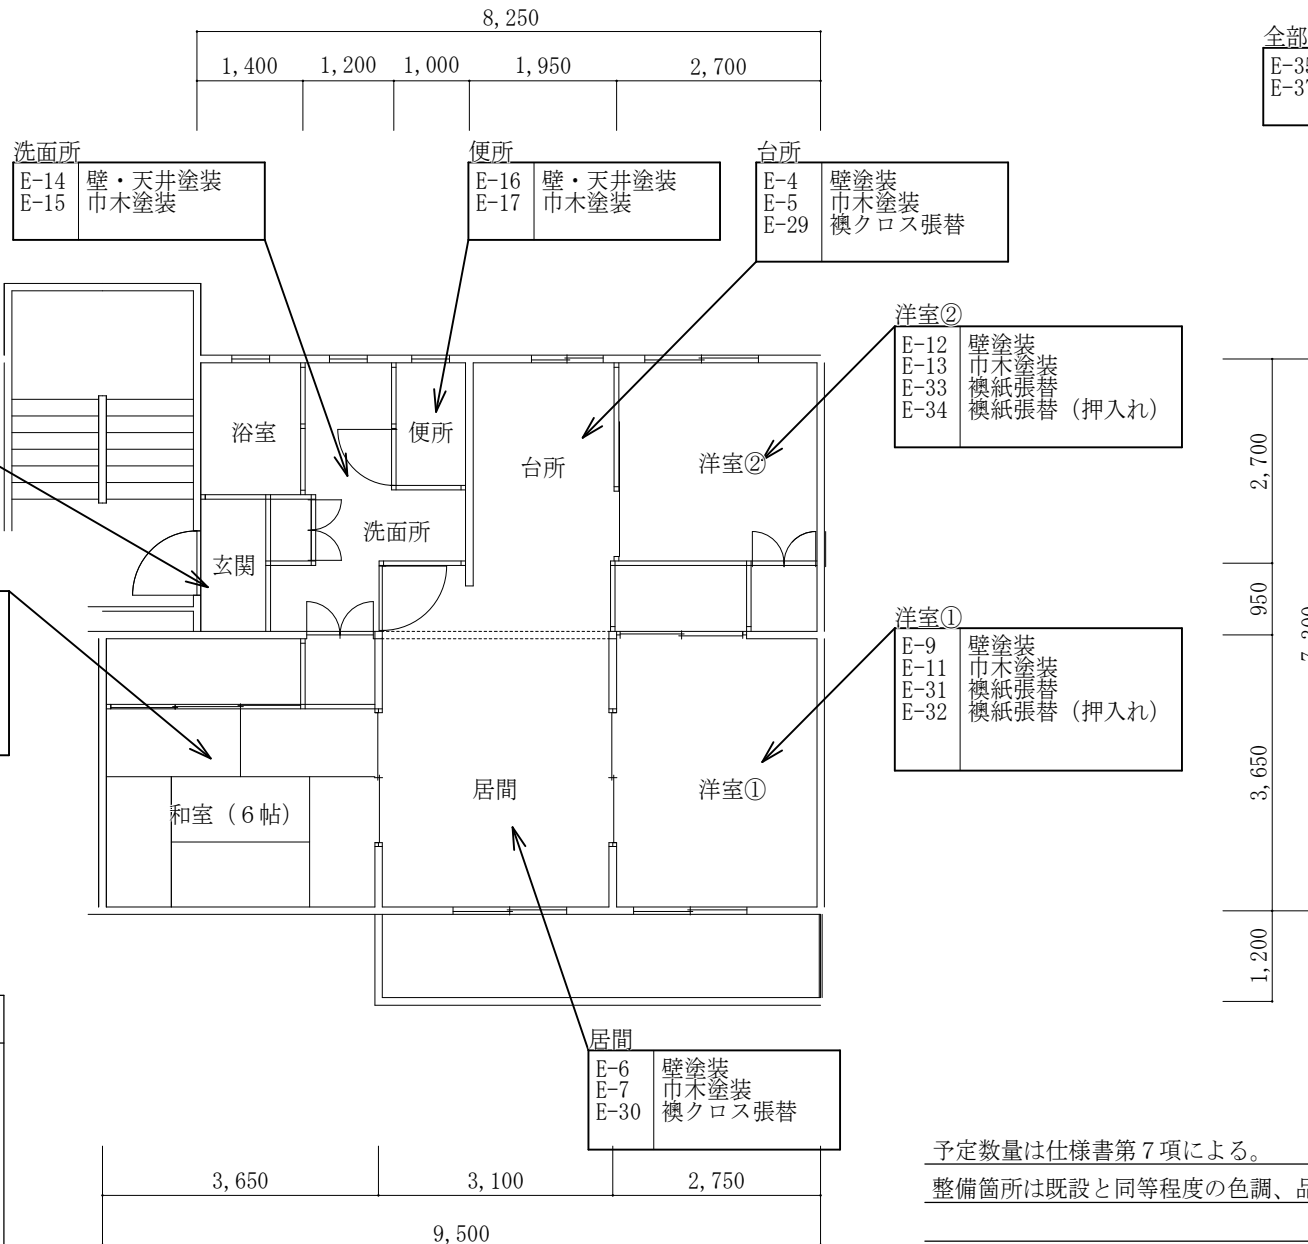 8,250
1,400
1,200
1,000
1,950
2,700
全部
E-35
E-37
洗面所
E-14 壁・天井塗装
E-15 巾木塗装
便所
E-16 壁・天井塗装
E-17 巾木塗装
台所
E-4 壁塗装
E-5 巾木塗装
E-29 襖クロス張替
洋室②
E-12 壁塗装
E-13 巾木塗装
E-33 襖紙張替
E-34 襖紙張替（押入れ）
浴室
便所
台所
洋室②
洗面所
玄関
2,700
950
7,300
3,650
1,200
洋室①
E-9 壁塗装
E-11 巾木塗装
E-31 襖紙張替
E-32 襖紙張替（押入れ）
和室（６帖）
居間
洋室①
居間
E-6 壁塗装
E-7 巾木塗装
E-30 襖クロス張替
3,650
3,100
2,750
9,500
予定数量は仕様書第７項による。
整備箇所は既設と同等程度の色調、品